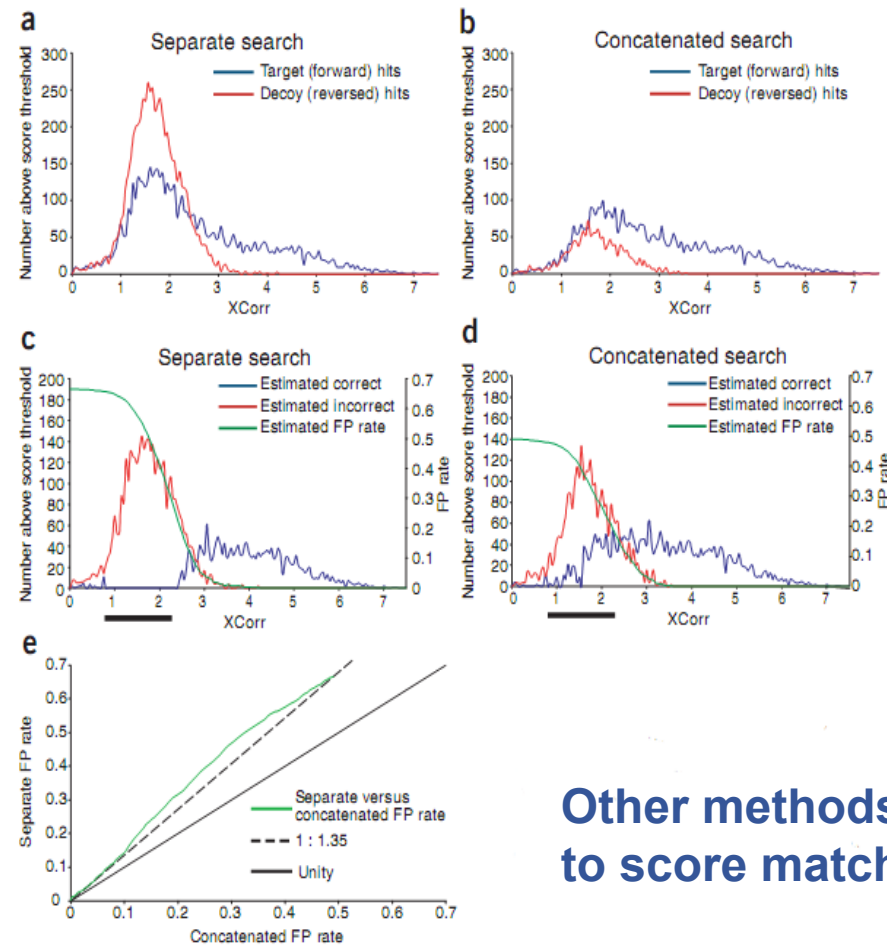 a
Separate search
300
250
200
150
100
50
0
Number above score threshold
Target (forward) hits
Decoy (reversed) hits
0 1 2 3 4 5 6 7
XCorr
b
Concatenated search
300
250
200
150
100
50
0
Number above score threshold
Target (forward) hits
Decoy (reversed) hits
0 1 2 3 4 5 6 7
XCorr
c
Separate search
200
180
160
140
120
100
80
60
40
20
0
Number above score threshold
Estimated correct
Estimated incorrect
Estimated FP rate
0.7
0.6
0.5
0.4
0.3
0.2
0.1
0
FP rate
0 1 2 3 4 5 6 7
XCorr
d
Concatenated search
200
180
160
140
120
100
80
60
40
20
0
Number above score threshold
Estimated correct
Estimated incorrect
Estimated FP rate
0.7
0.6
0.5
0.4
0.3
0.2
0.1
0
FP rate
0 1 2 3 4 5 6 7
XCorr
e
0.7
0.6
0.5
0.4
0.3
0.2
0.1
0
Separate FP rate
Separate versus
concatenated FP rate
1 : 1.35
Unity
0 0.1 0.2 0.3 0.4 0.5 0.6 0.7
Concatenated FP rate
Other methods
to score match